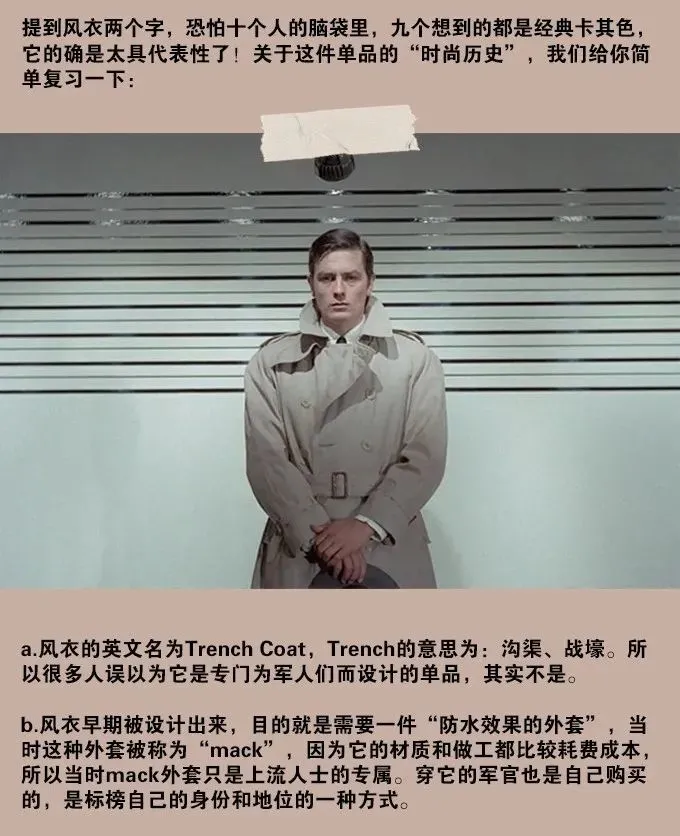 提到风衣两个字，恐怕十个人的脑袋里，九个想到的都是经典卡其色，
它的确是太具代表性了！关于这件单品的“时尚历史”，我们给你简
单复习一下：
a.风衣的英文名为Trench Coat，Trench的意思为：沟渠、战壕。所
以很多人误以为它是专门为军人们而设计的单品，其实不是。
b.风衣早期被设计出来，目的就是需要一件“防水效果的外套”，当
时这种外套被称为“mack”，因为它的材质和做工都比较耗费成本，
所以当时mack外套只是上流人士的专属。穿它的军官也是自己购买
的，是标榜自己的身份和地位的一种方式。